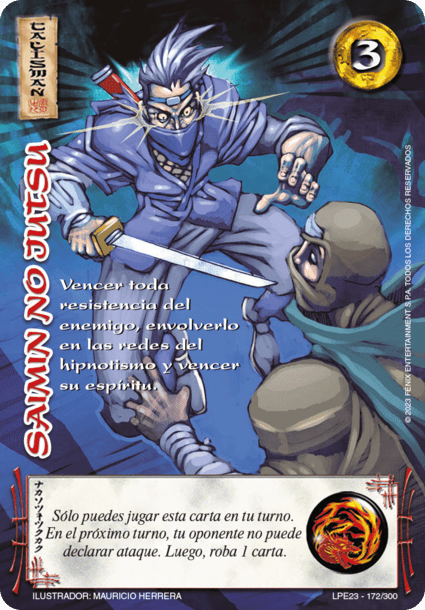 TALISMAN
3
SAIMIN NO JUTSU
Vencer toda
resistencia del
enemigo, envolverlo
en las redes del
hipnotismo y vencer
su espíritu.
© 2023 FÉNIX ENTERTAINMENT S.P.A. TODOS LOS DERECHOS RESERVADOS
Sólo puedes jugar esta carta en tu turno.
En el próximo turno, tu oponente no puede
declarar ataque. Luego, roba 1 carta.
ILUSTRADOR: MAURICIO HERRERA
LPE23 - 172/300